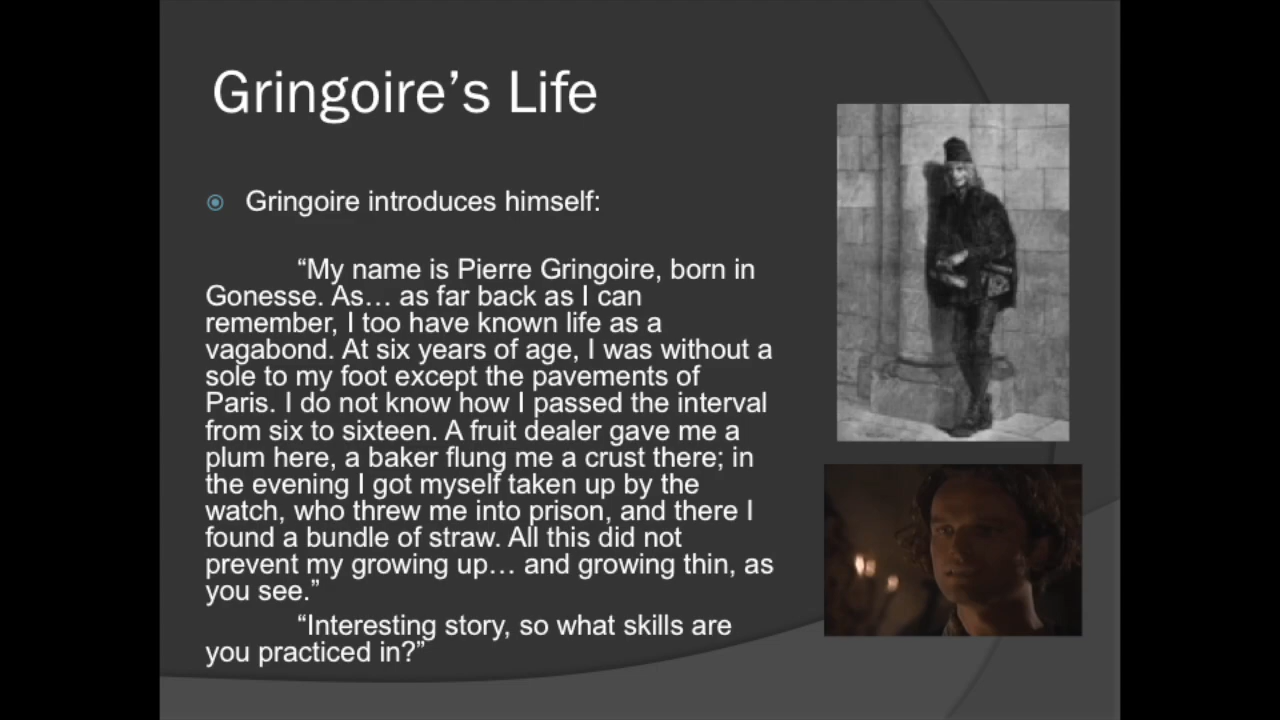 Gringoire’s Life
Gringoire introduces himself:
“My name is Pierre Gringoire, born in
Gonesse. As… as far back as I can
remember, I too have known life as a
vagabond. At six years of age, I was without a
sole to my foot except the pavements of
Paris. I do not know how I passed the interval
from six to sixteen. A fruit dealer gave me a
plum here, a baker flung me a crust there; in
the evening I got myself taken up by the
watch, who threw me into prison, and there I
found a bundle of straw. All this did not
prevent my growing up… and growing thin, as
you see.”
“Interesting story, so what skills are
you practiced in?”